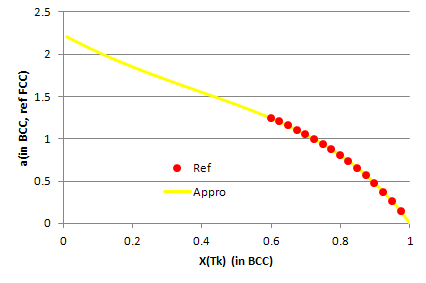 2.5
2
1.5
1
0.5
0
a(in BCC, ref FCC)
Ref
Appro
0 0.2 0.4 0.6 0.8 1
X(Tk) (in BCC)